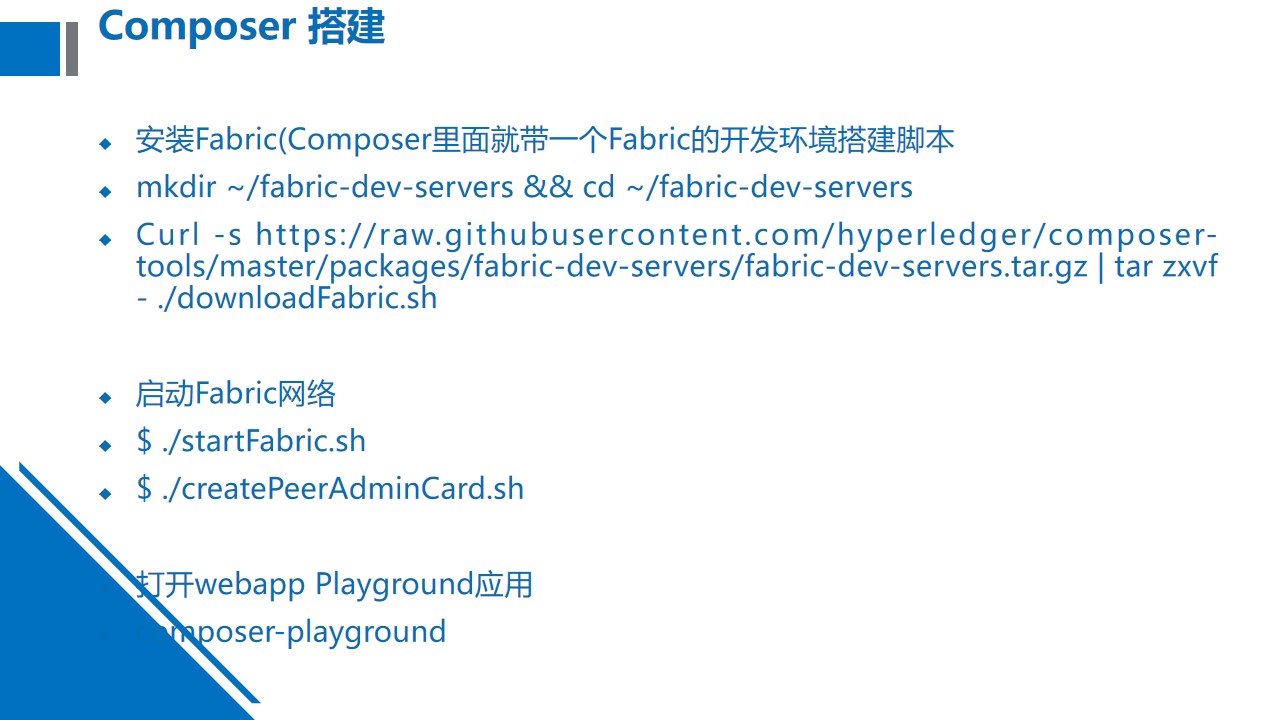 Composer 搭建
安装Fabric(Composer里面就带一个Fabric的开发环境搭建脚本
mkdir ~/fabric-dev-servers && cd ~/fabric-dev-servers
Curl -s https://raw.githubusercontent.com/hyperledger/composer-
tools/master/packages/fabric-dev-servers/fabric-dev-servers.tar.gz | tar zxvf
- ./downloadFabric.sh
启动Fabric网络
$ ./startFabric.sh
$ ./createPeerAdminCard.sh
打开webapp Playground应用
composer-playground